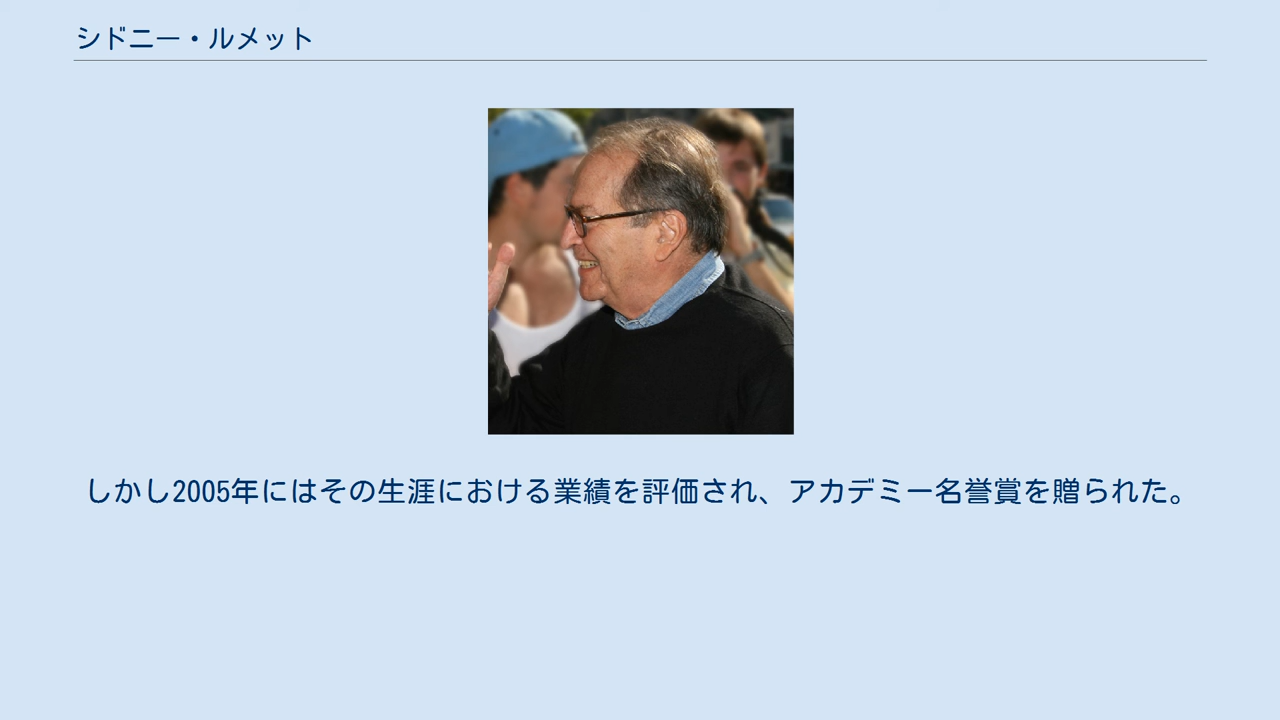 シドニー・ルメット
しかし2005年にはその生涯における業績を評価され、アカデミー名誉賞を贈られた。